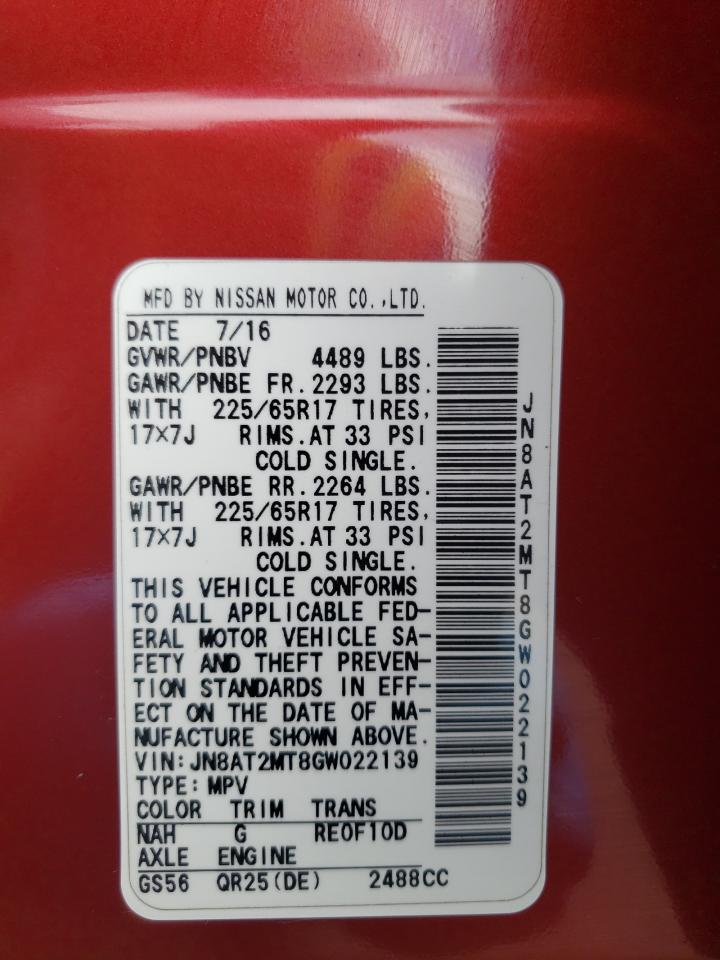 MFD BY NISSAN MOTOR CO.,LTD.
DATE 7/16
GVWR/PNBV 4489 LBS.
GAWR/PNBE FR.2293 LBS.
WITH 225/65R17 TIRES,
17×7J RIMS.AT 33 PSI
COLD SINGLE.
GAWR/PNBE RR.2264 LBS.
WITH 225/65R17 TIRES,
17×7J RIMS.AT 33 PSI
COLD SINGLE.
THIS VEHICLE CONFORMS
TO ALL APPLICABLE FED-
ERAL MOTOR VEHICLE SA-
FETY AND THEFT PREVEN-
TION STANDARDS IN EFF-
ECT ON THE DATE OF MA-
NUFACTURE SHOWN ABOVE.
VIN:JN8AT2MT8GW022139
TYPE:MPV
COLOR TRIM TRANS
NAH G RE0F10D
AXLE ENGINE
GS56 QR25(DE) 2488CC
JN8AT2MT8GW022139